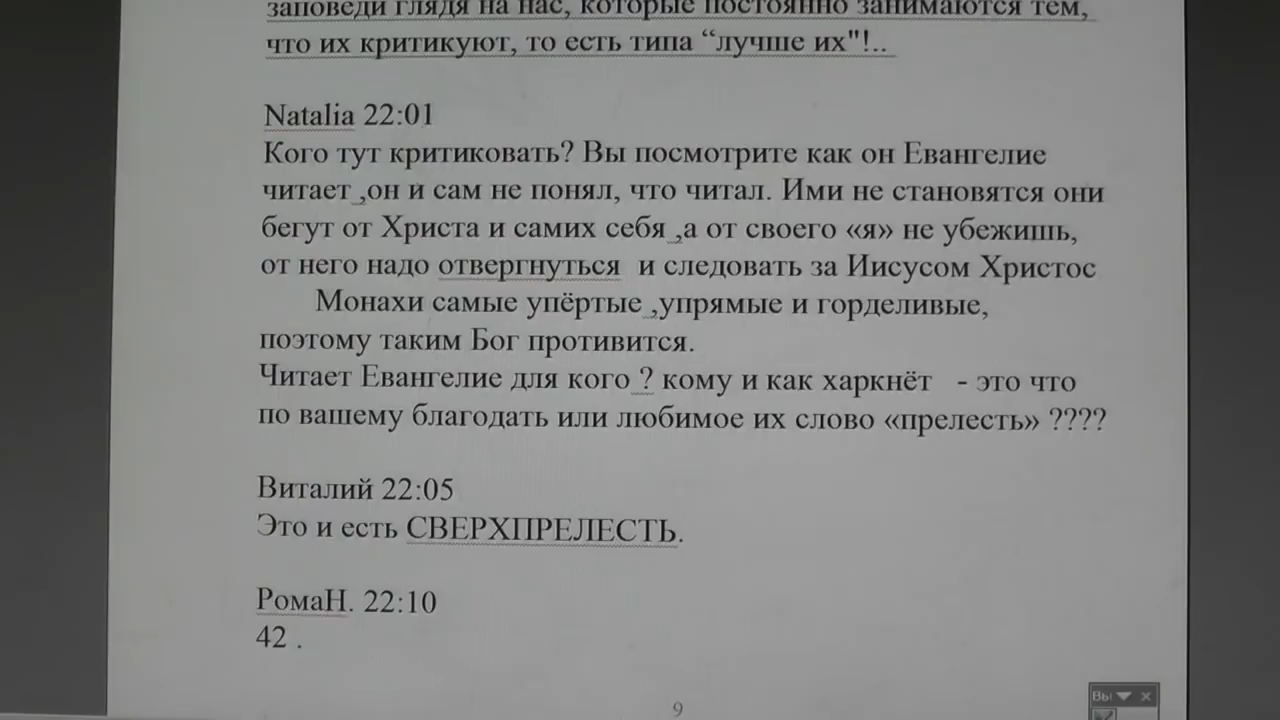 заповеди глядя на нас, которые постоянно занимаются тем,
что их критикуют, то есть типа “лучше их"!..
Natalia 22:01
Кого тут критиковать? Вы посмотрите как он Евангелие
читает ,он и сам не понял, что читал. Ими не становятся они
бегут от Христа и самих себя ,а от своего «я» не убежишь,
от него надо отвергнуться  и следовать за Иисусом Христос
Монахи самые упёртые ,упрямые и горделивые,
поэтому таким Бог противится.
Читает Евангелие для кого ? кому и как харкнёт   - это что
по вашему благодать или любимое их слово «прелесть» ????
Виталий 22:05
Это и есть СВЕРХПРЕЛЕСТЬ.
РомаН. 22:10
42 .
9
Вы